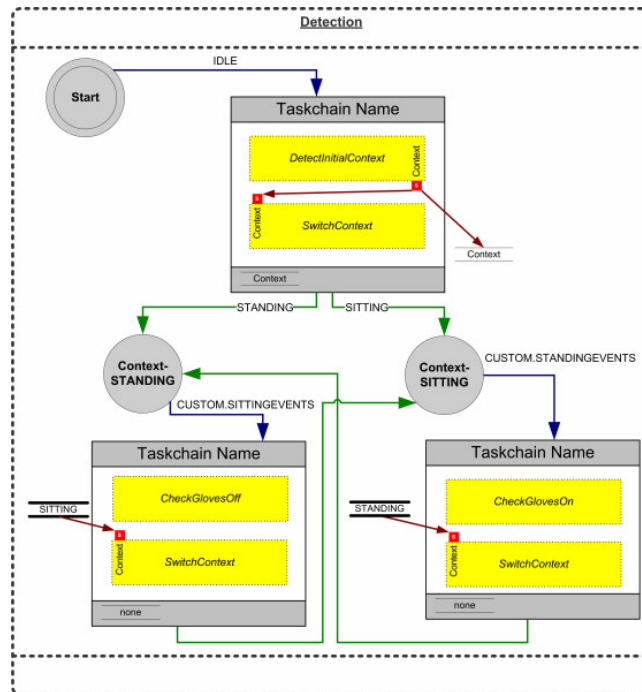 Detection
IDLE
Start
Taskchain Name
DetectInitialContext
Context
s
s
Context
SwitchContext
Context
Context
STANDING
SITTING
Context-
STANDING
Context-
SITTING
CUSTOM.STANDINGEVENTS
CUSTOM.SITTINGEVENTS
Taskchain Name
Taskchain Name
CheckGlovesOff
CheckGlovesOn
SITTING
STANDING
s
s
Context
SwitchContext
Context
SwitchContext
none
none